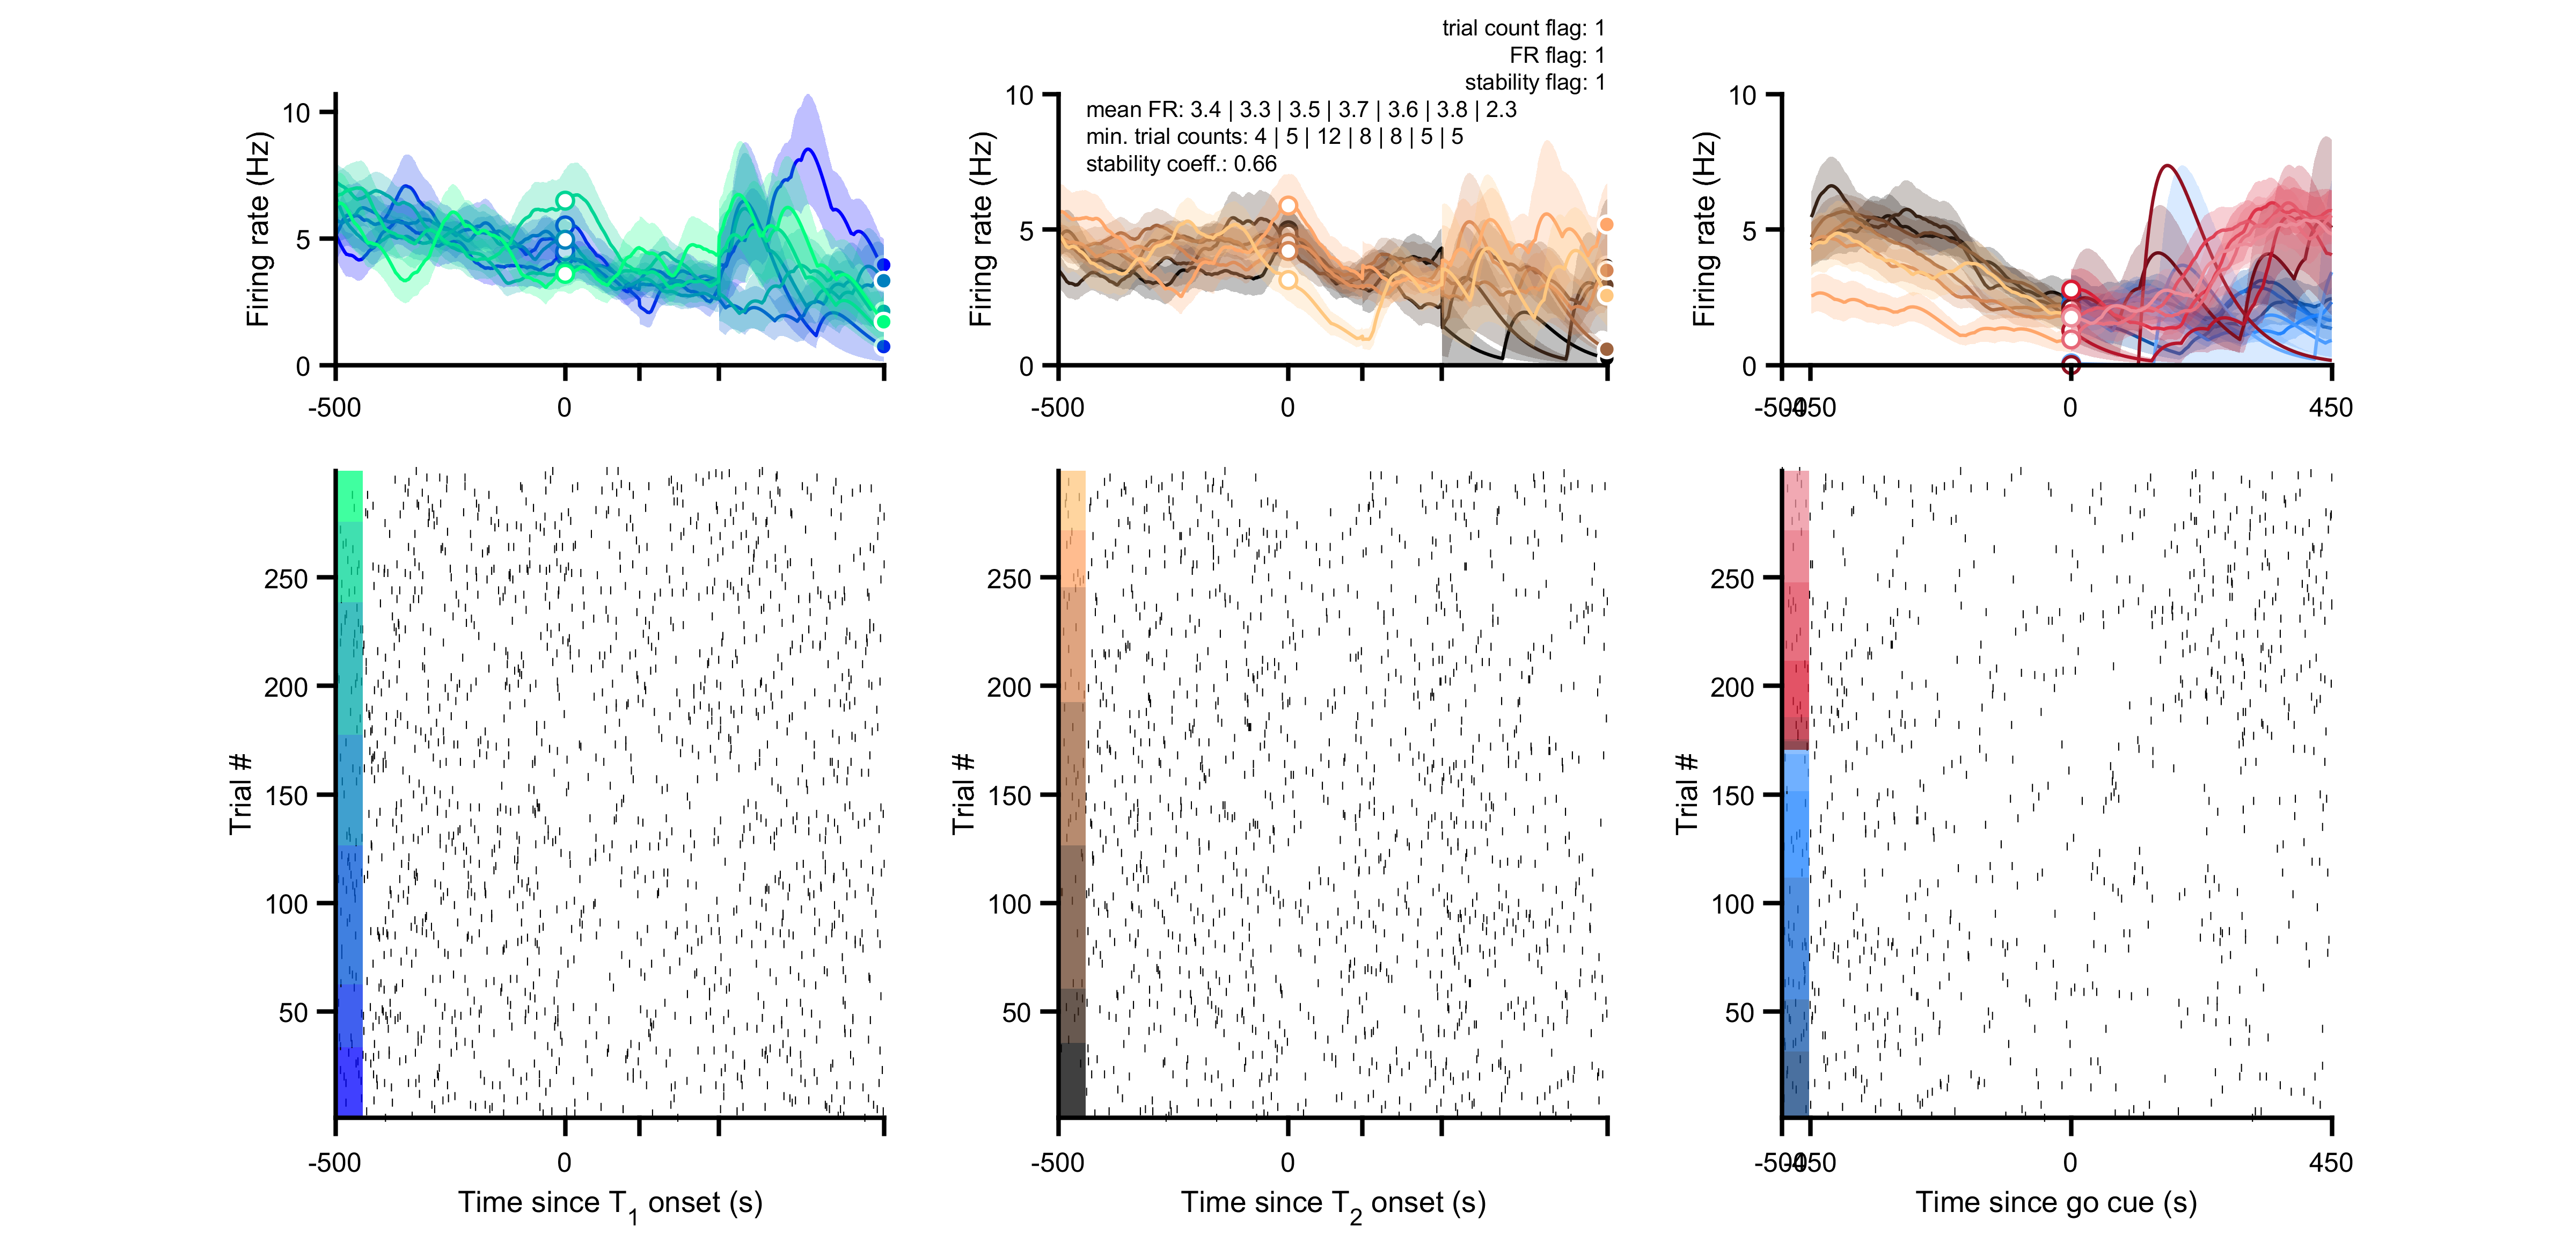 trial count flag: 1
FR flag: 1
stability flag: 1
mean FR: 3.4 | 3.3 | 3.5 | 3.7 | 3.6 | 3.8 | 2.3
min. trial counts: 4 | 5 | 12 | 8 | 8 | 5 | 5
stability coeff.: 0.66
Firing rate (Hz)
10
5
0
-500
0
Firing rate (Hz)
10
5
0
-500
0
Firing rate (Hz)
10
5
0
-500
-450
0
450
Trial #
250
200
150
100
50
-500
0
Time since T1 onset (s)
Trial #
250
200
150
100
50
-500
0
Time since T2 onset (s)
Trial #
250
200
150
100
50
-500
-450
0
450
Time since go cue (s)